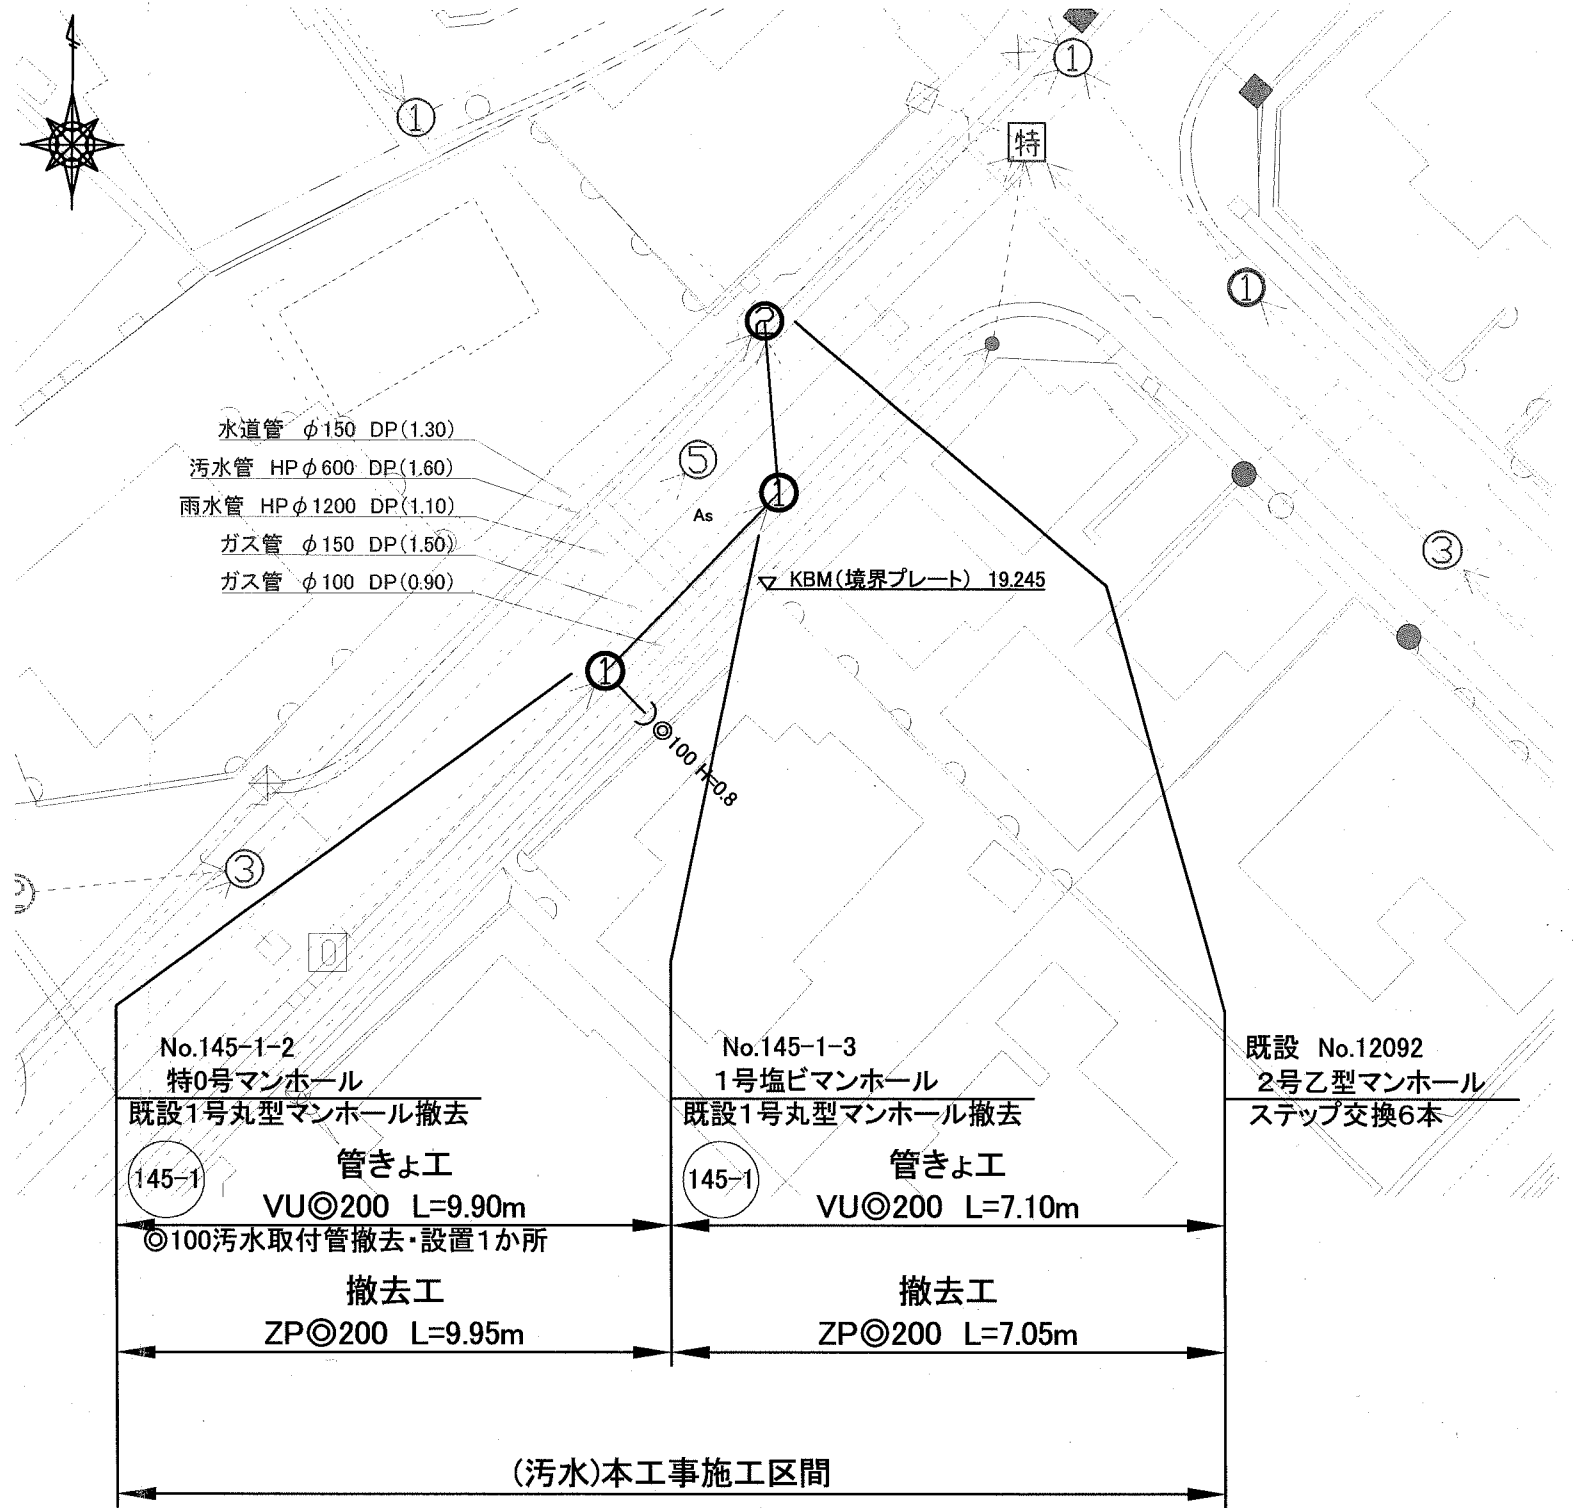 ①
①
特
①
②
水道管 φ150 DP(1.30)
汚水管 HPφ600 DP(1.60)
⑤
雨水管 HPφ1200 DP(1.10)
①
As
ガス管 φ150 DP(1.50)
③
ガス管 φ100 DP(0.90)
KBM(境界プレート) 19.245
①
◎100 H=0.8
③
0
No.145-1-2
特0号マンホール
既設1号丸型マンホール撤去
145-1
管きょ工
VU◎200 L=9.90m
◎100汚水取付管撤去・設置1か所
撤去工
ZP◎200 L=9.95m
No.145-1-3
1号塩ビマンホール
既設1号丸型マンホール撤去
145-1
管きょ工
VU◎200 L=7.10m
撤去工
ZP◎200 L=7.05m
既設 No.12092
2号乙型マンホール
ステップ交換6本
(汚水)本工事施工区間